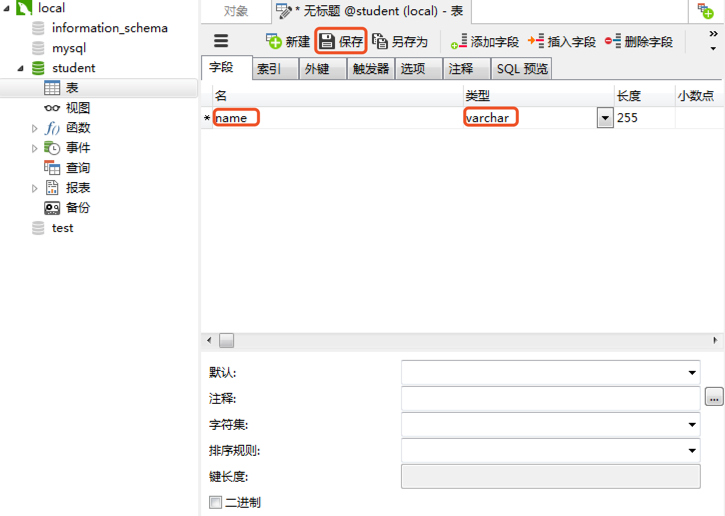 local
information_schema
mysql
student
表
视图
f() 函数
事件
查询
报表
备份
test
对象
* 无标题 @student (local) - 表
新建 保存 另存为 添加字段 插入字段 删除字段 »
字段 索引 外键 触发器 选项 注释 SQL 预览
名 类型 长度 小数点
* name varchar 255
默认:
注释: ...
字符集:
排序规则:
键长度:
二进制